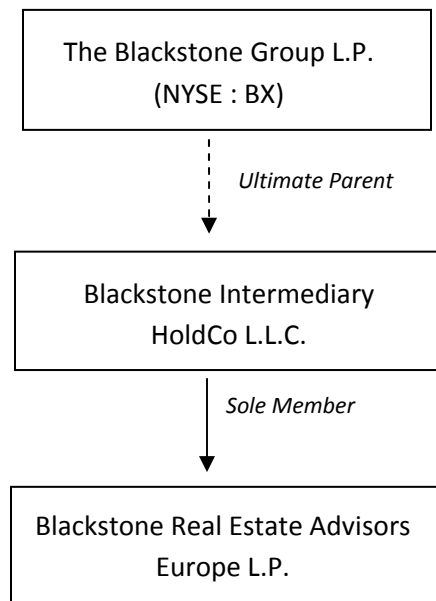 The Blackstone Group L.P.
(NYSE : BX)
Ultimate Parent
Blackstone Intermediary
HoldCo L.L.C.
Sole Member
Blackstone Real Estate Advisors
Europe L.P.